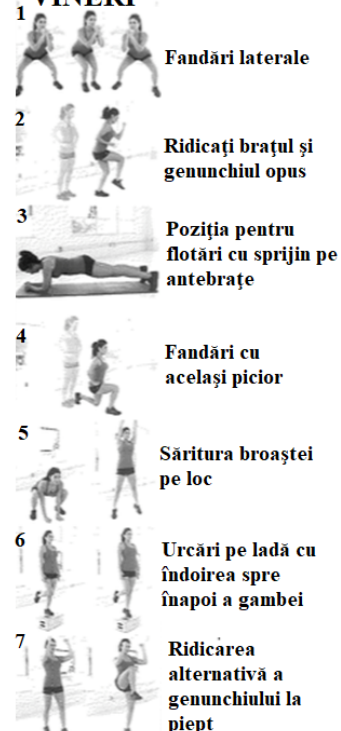 VINERI
1
Fandări laterale
2
Ridicaţi braţul şi
genunchiul opus
3
Poziţia pentru
flotări cu sprijin pe
antebraţe
4
Fandări cu
acelaşi picior
5
Săritura broaştei
pe loc
6
Urcări pe ladă cu
îndoirea spre
înapoi a gambei
7
Ridicarea
alternativă a
genunchiului la
piept